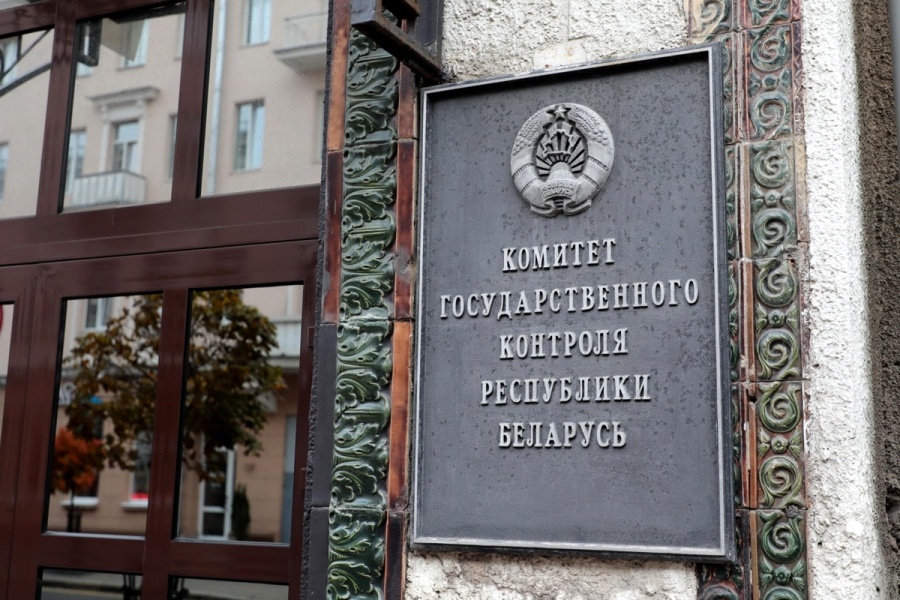 КОМИТЕТ
ГОСУДАРСТВЕННОГО
КОНТРОЛЯ
РЕСПУБЛИКИ
БЕЛАРУСЬ